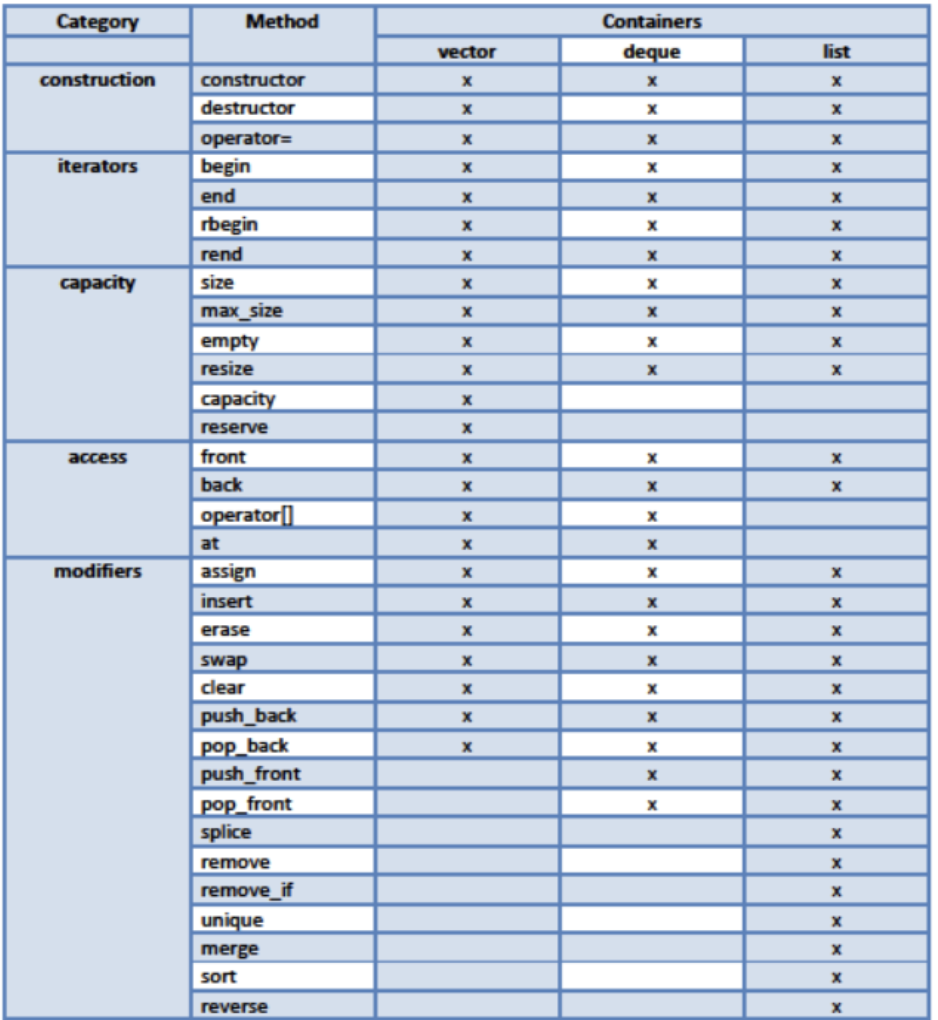 Category Method Containers
vector deque list
construction constructor x x x
destructor x x x
operator= x x x
iterators begin x x x
end x x x
rbegin x x x
rend x x x
capacity size x x x
max_size x x x
empty x x x
resize x x x
capacity x
reserve x
access front x x x
back x x x
operator[] x x
at x x
modifiers assign x x x
insert x x x
erase x x x
swap x x x
clear x x x
push_back x x x
pop_back x x x
push_front x x
pop_front x x
splice x
remove x
remove_if x
unique x
merge x
sort x
reverse x